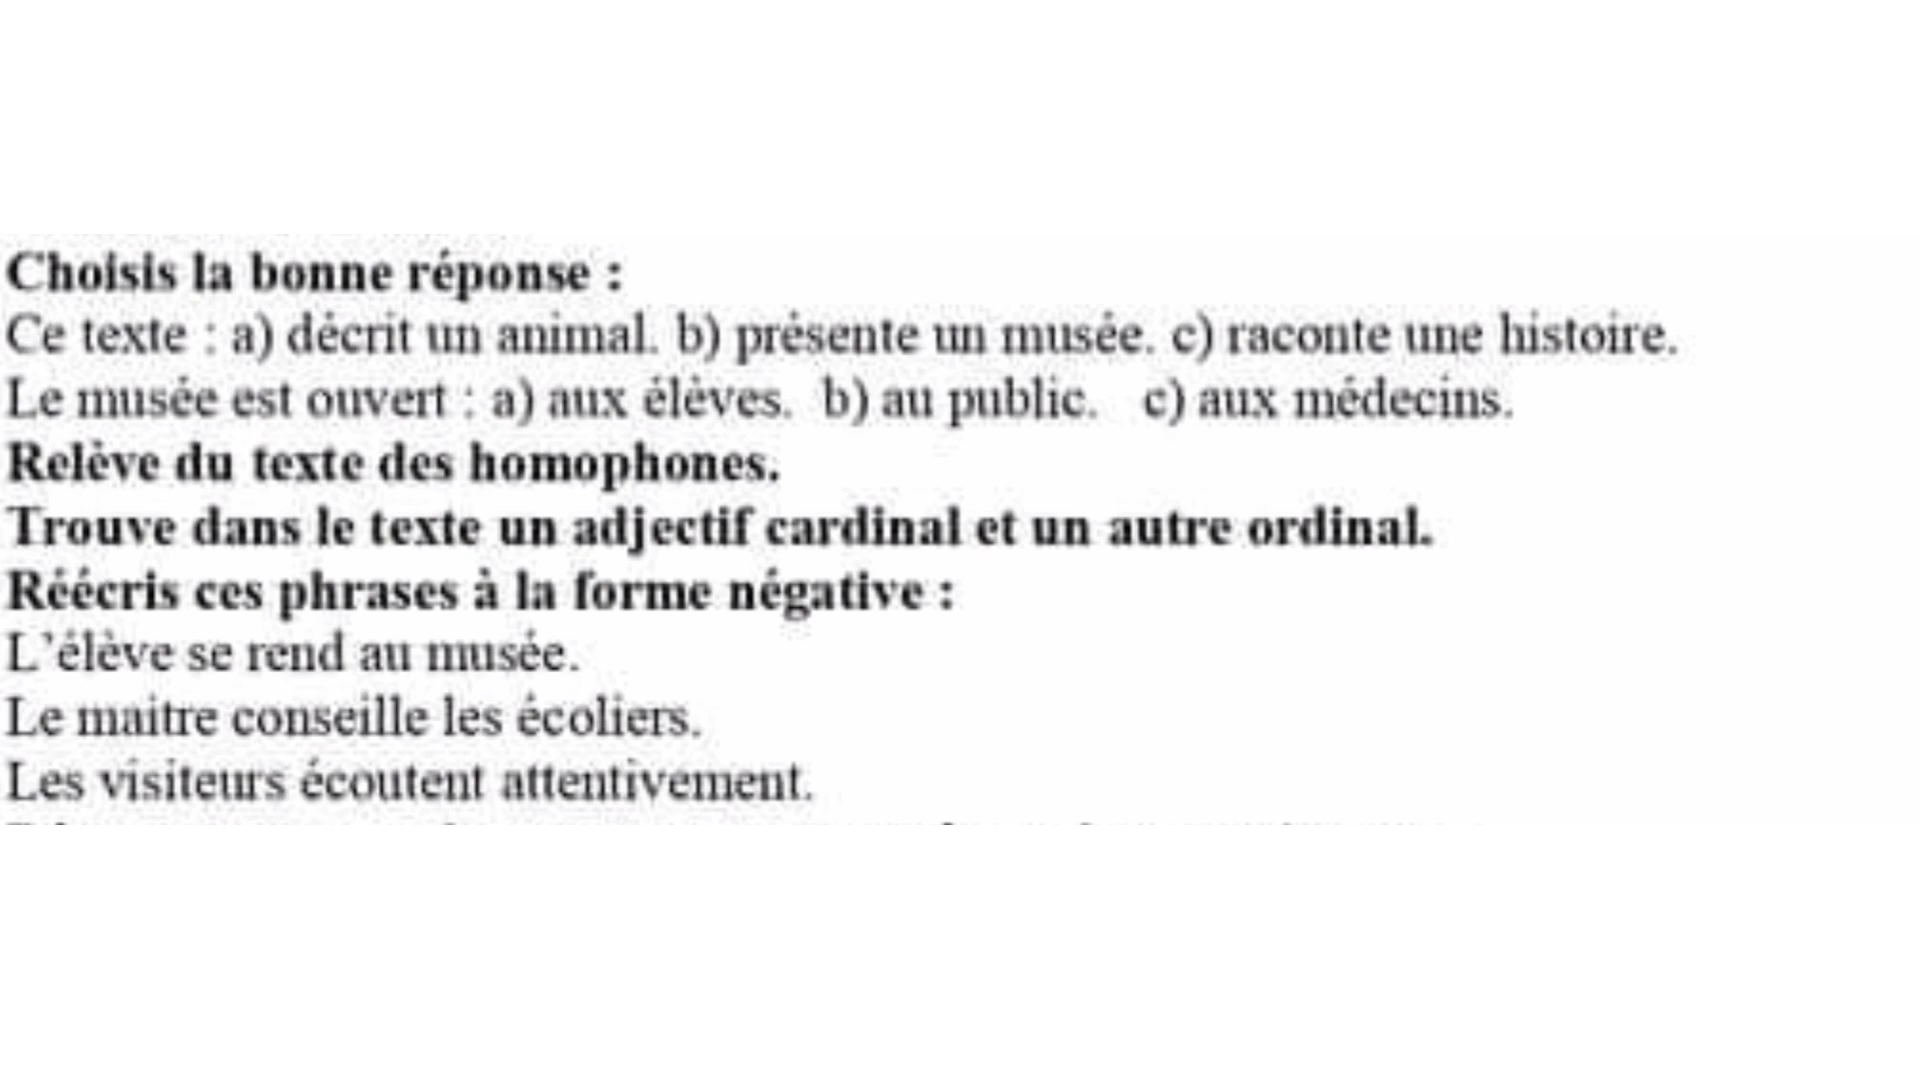 Choisis la bonne réponse :
Ce texte : a) décrit un animal. b) présente un musée. c) raconte une histoire.
Le musée est ouvert : a) aux élèves. b) au public. c) aux médecins.
Relève du texte des homophones.
Trouve dans le texte un adjectif cardinal et un autre ordinal.
Réécris ces phrases à la forme négative :
L'élève se rend au musée.
Le maitre conseille les écoliers.
Les visiteurs écoutent attentivement.